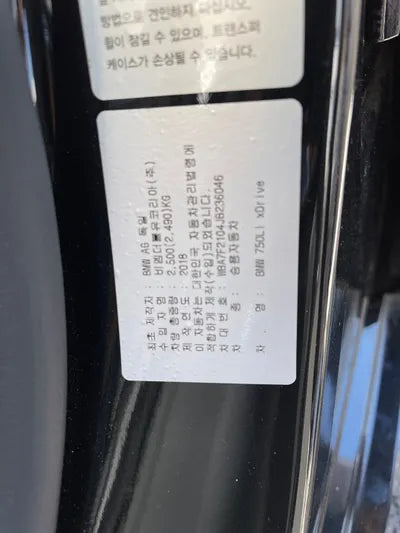 방법으로 견인하지 마십시오.
휠이 잠길 수 있으며, 트랜스퍼
케이스가 손상될 수 있습니다.
최초 제작자 : BMW AG 독일
수 입 자 명 : 비엠더블유코리아(주)
차량 총중량 : 2,500(2,490)KG
제 작 연 도 : 2018
이 자동차는 대한민국 자동차관리법령에
적합하게 제작(수입)되었습니다.
차 대 번 호 : WBA7F2104JB236046
차 종 : 승용자동차
차 명 : BMW 750Li xDrive